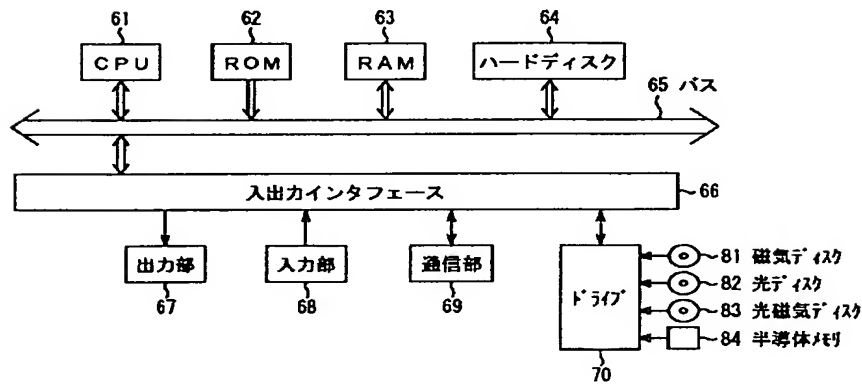 61 62 63 64
CPU ROM RAM ハードディスク
65 バス
入出力インタフェース 66
出力部 入力部 通信部 ドライブ
67 68 69 70
81 磁気ディスク
82 光ディスク
83 光磁気ディスク
84 半導体メモリ